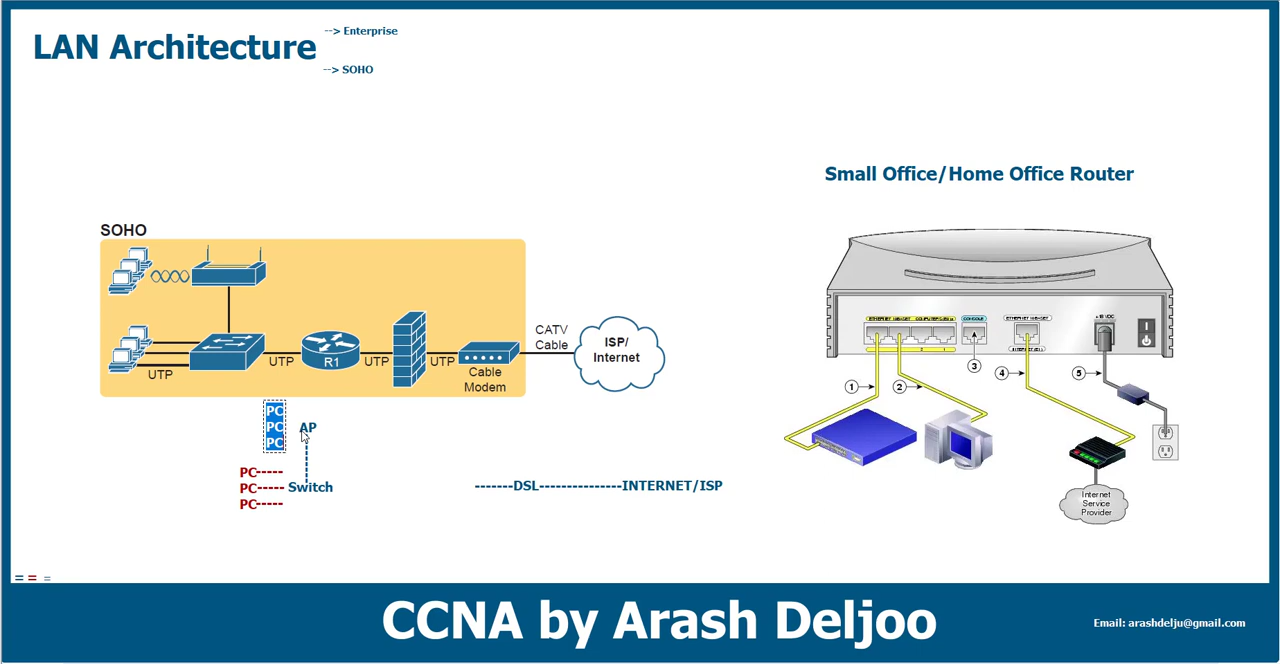 LAN Architecture
--> Enterprise
--> SOHO
Small Office/Home Office Router
SOHO
UTP
UTP
R1
UTP
UTP
Cable
Modem
CATV
Cable
ISP/
Internet
PC
PC
PC
AP
PC-----
PC-----
PC-----
Switch
-------DSL---------------INTERNET/ISP
CONSOLE
1
2
3
4
5
Internet
Service
Provider
CCNA by Arash Deljoo
Email: arashdelju@gmail.com